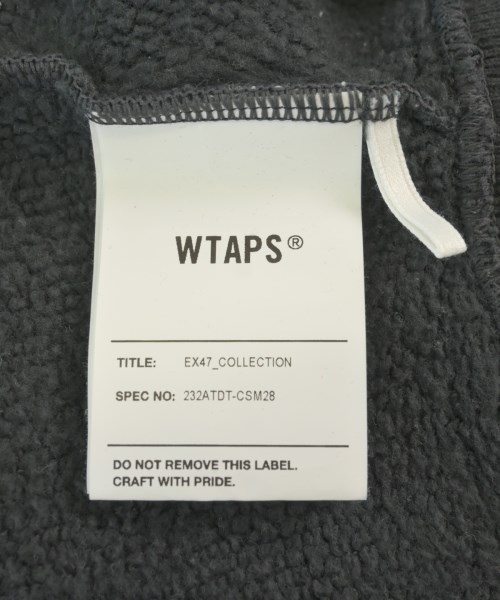 WTAPS®
TITLE: EX47_COLLECTION
SPEC NO: 232ATDT-CSM28
DO NOT REMOVE THIS LABEL.
CRAFT WITH PRIDE.